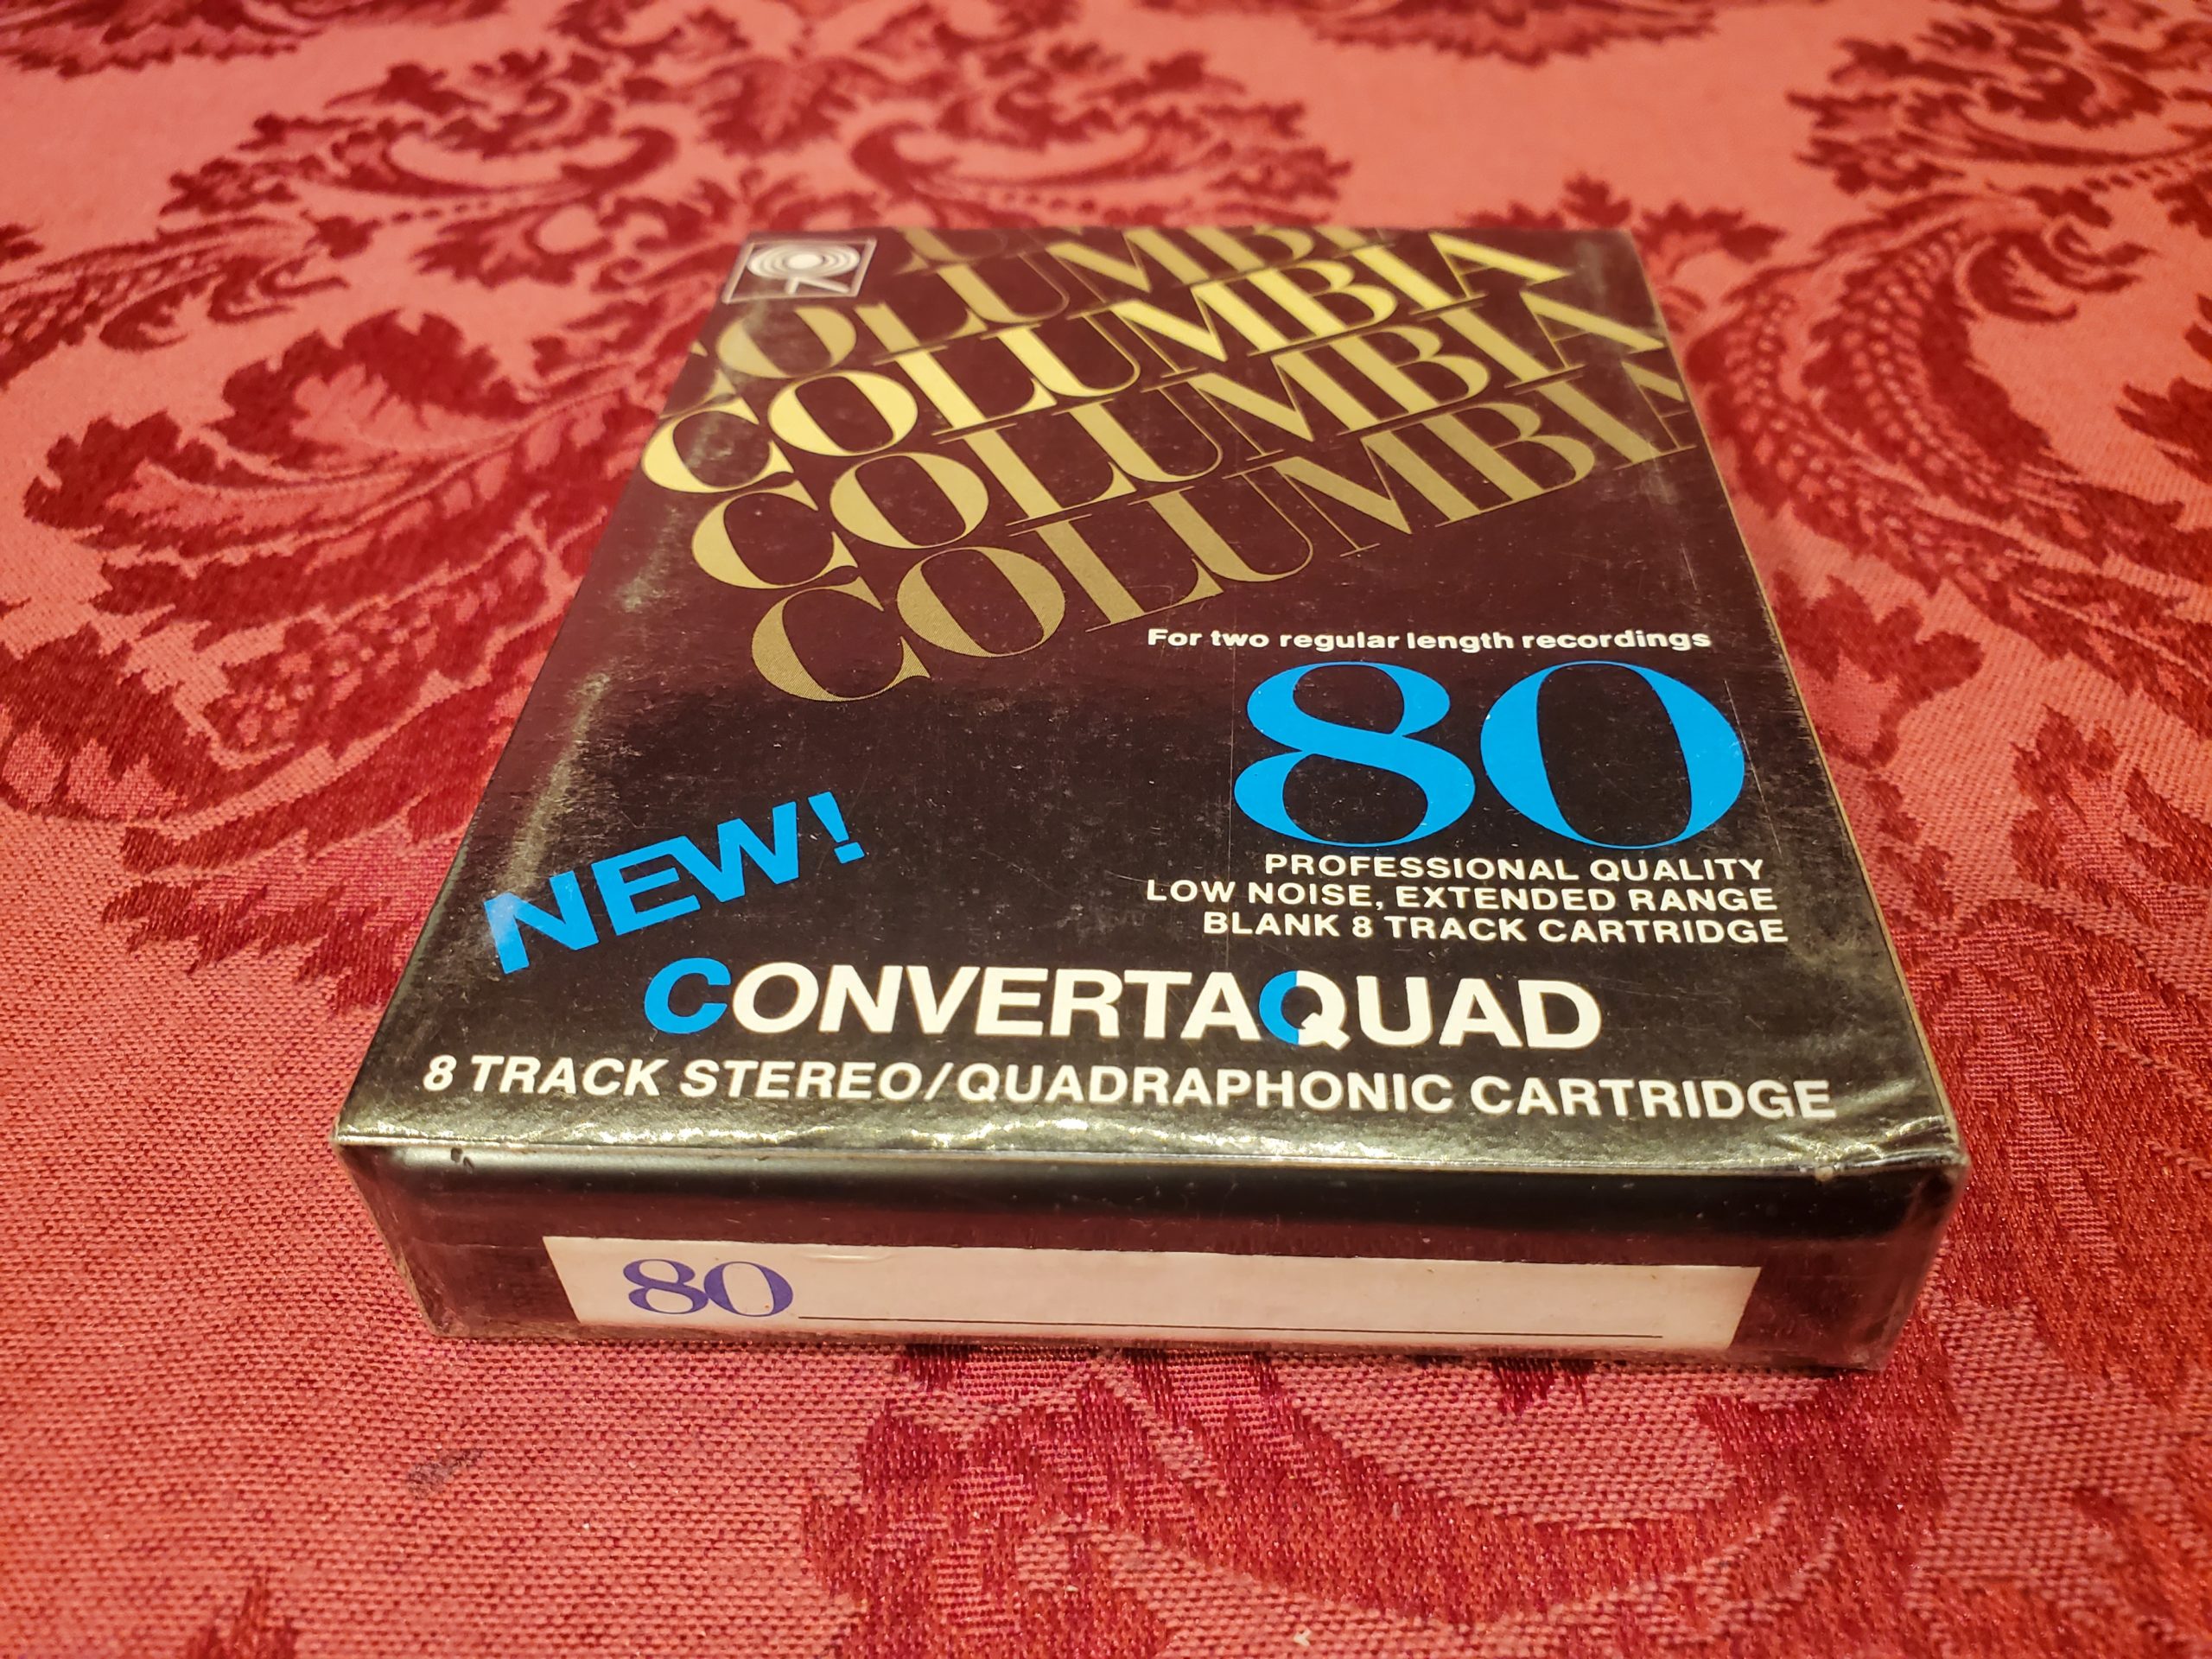 COLUMBIA
COLUMBIA
COLUMBIA
COLUMBIA
For two regular length recordings
80
PROFESSIONAL QUALITY
LOW NOISE, EXTENDED RANGE
BLANK 8 TRACK CARTRIDGE
NEW!
CONVERTAQUAD
8 TRACK STEREO/QUADRAPHONIC CARTRIDGE
80